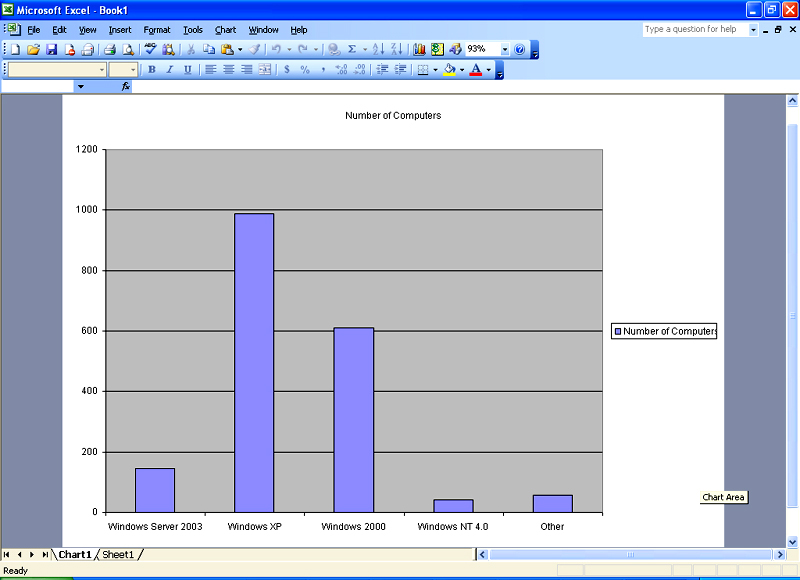 Microsoft Excel - Book1
File Edit View Insert Format Tools Chart Window Help
Type a question for help
93%
B I U $ % ,
fx
Number of Computers
1200
1000
800
600
400
200
0
Number of Computers
Chart Area
Windows Server 2003 Windows XP Windows 2000 Windows NT 4.0 Other
Chart1 Sheet1
Ready